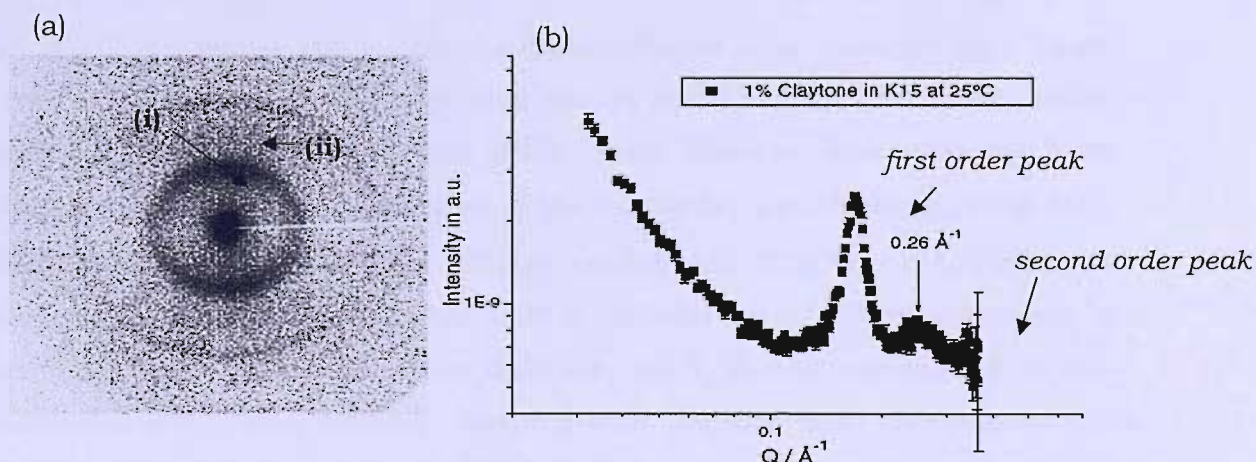 (a)
(i)
(ii)
(b)
1% Claytone in K15 at 25ºC
first order peak
0.26 Å⁻¹
second order peak
Intensity in a.u.
1E-9
0.1
Q / Å⁻¹